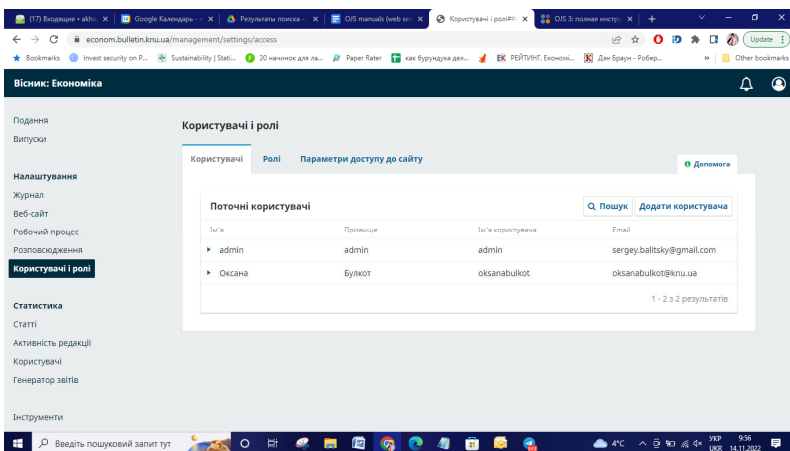 (17) Входящие • akha
Google Календарь -
Результаты поиска -
OJS manuals (web se
Користувачі і ролі##
OJS 3: полная инстру
econom.bulletin.knu.ua/management/settings/access
Update
Bookmarks
Invest security on P...
Sustainability | Stati...
20 начинок для ла...
Paper Rater
как бурундука дел...
РЕЙТИНГ. Економі...
Дэн Браун - Робер...
Other bookmarks
Вісник: Економіка
Подання
Випуски
Налаштування
Журнал
Веб-сайт
Робочий процес
Розповсюдження
Користувачі і ролі
Статистика
Статті
Активність редакції
Користувачі
Генератор звітів
Інструменти
Користувачі і ролі
Користувачі Ролі Параметри доступу до сайту
Допомога
Поточні користувачі
Пошук Додати користувача
Ім'я Прізвище Ім'я користувача Email
admin admin admin sergey.balitsky@gmail.com
Оксана Булкот oksanabulkot oksanabulkot@knu.ua
1 - 2 з 2 результатів
Введіть пошуковий запит тут
4°C
УКР
UKR
9:56
14.11.2022